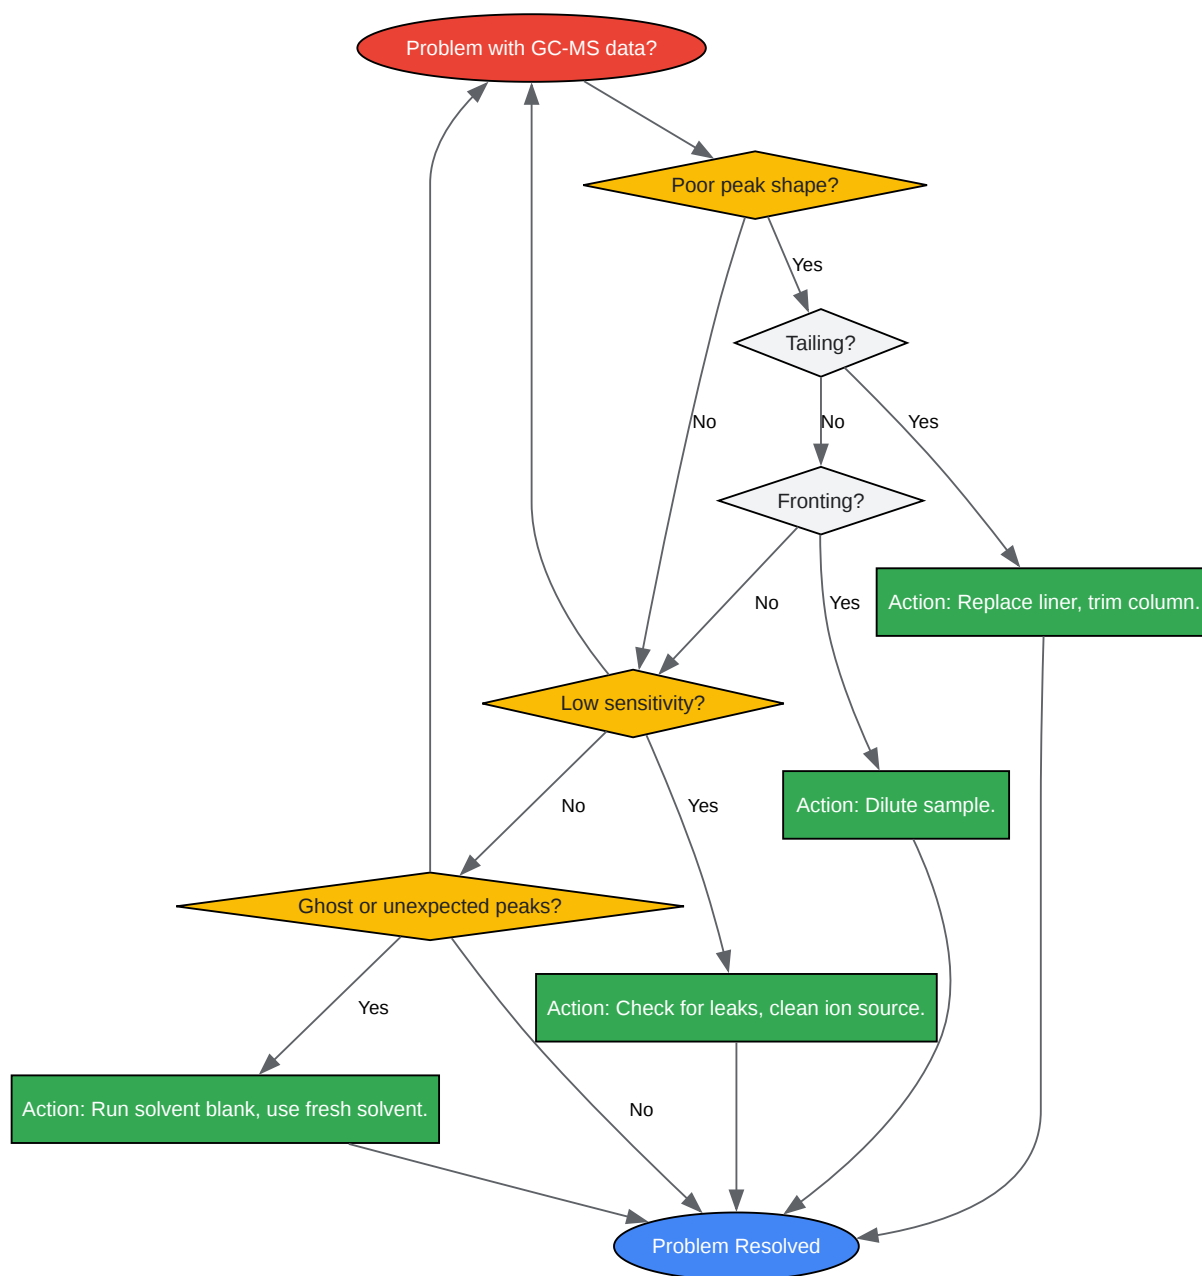 Problem with GC-MS data?
Poor peak shape?
Yes
Tailing?
No
No
Yes
Fronting?
No
Yes
Action: Replace liner, trim column.
Low sensitivity?
No
Yes
Action: Dilute sample.
Ghost or unexpected peaks?
Yes
Action: Check for leaks, clean ion source.
Action: Run solvent blank, use fresh solvent.
No
Problem Resolved